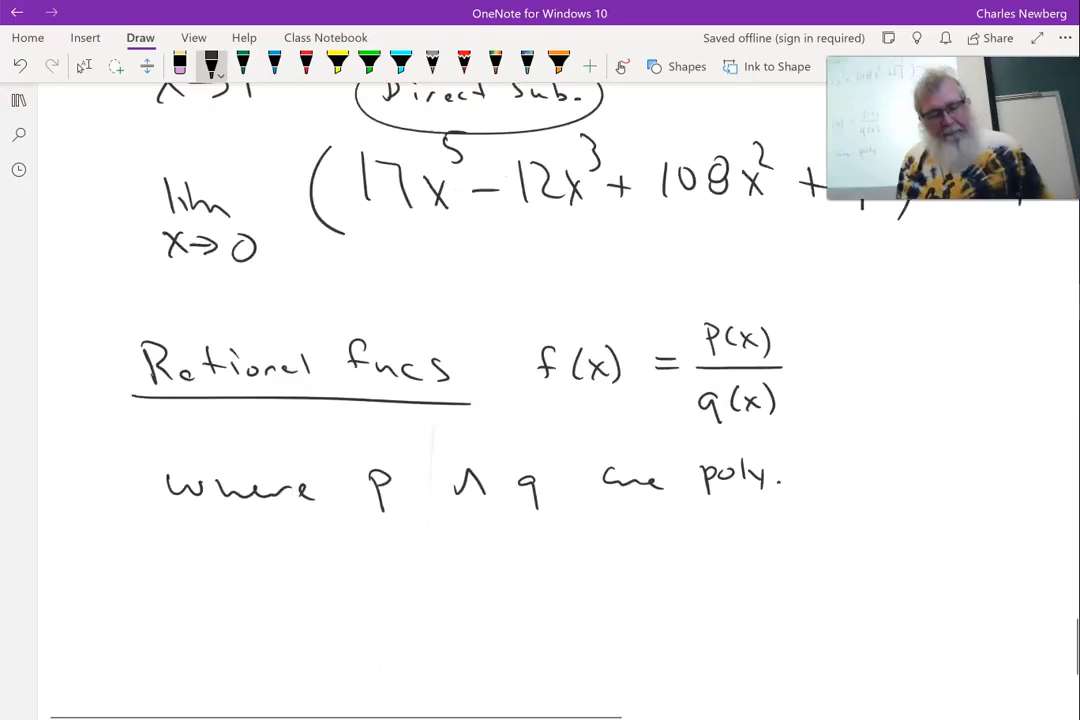 OneNote for Windows 10
Charles Newberg
Home Insert Draw View Help Class Notebook
Saved offline (sign in required)
Share
Shapes
Ink to Shape
x→1
Direct Sub.
lim (17x⁵ − 12x³ + 108x² +
x→0
Rational fncs f(x) = p(x)/q(x)
where p ∧ q are poly.